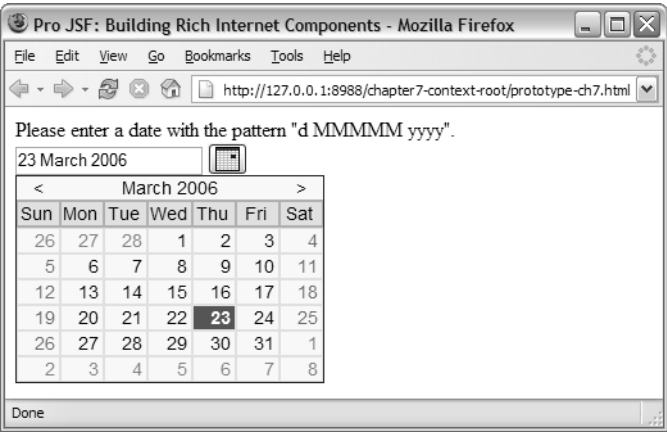 Pro JSF: Building Rich Internet Components - Mozilla Firefox
File Edit View Go Bookmarks Tools Help
http://127.0.0.1:8988/chapter7-context-root/prototype-ch7.html
Please enter a date with the pattern "d MMMMM yyyy".
23 March 2006
< March 2006 >
Sun Mon Tue Wed Thu Fri Sat
26 27 28 1 2 3 4
5 6 7 8 9 10 11
12 13 14 15 16 17 18
19 20 21 22 23 24 25
26 27 28 29 30 31 1
2 3 4 5 6 7 8
Done